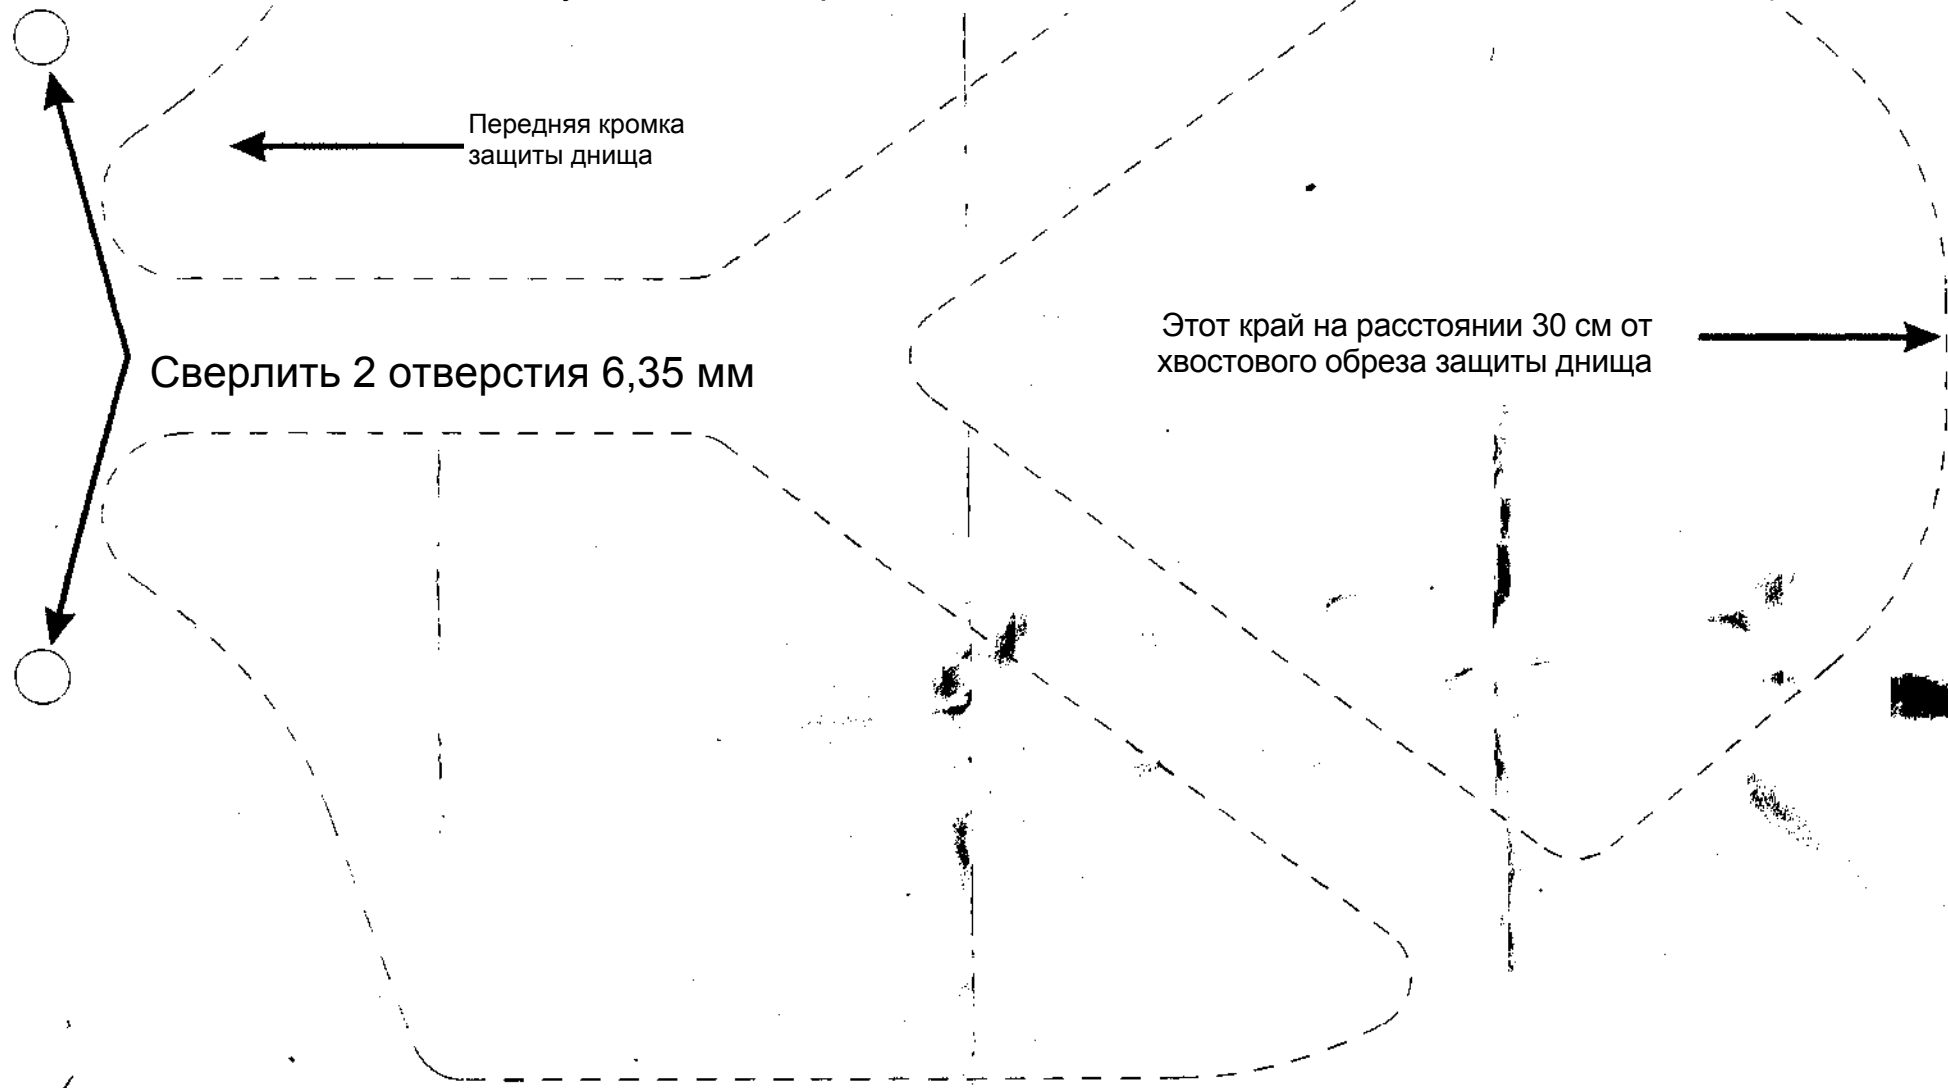 Передняя кромка
защиты днища
Этот край на расстоянии 30 см от
хвостового обреза защиты днища
Сверлить 2 отверстия 6,35 мм